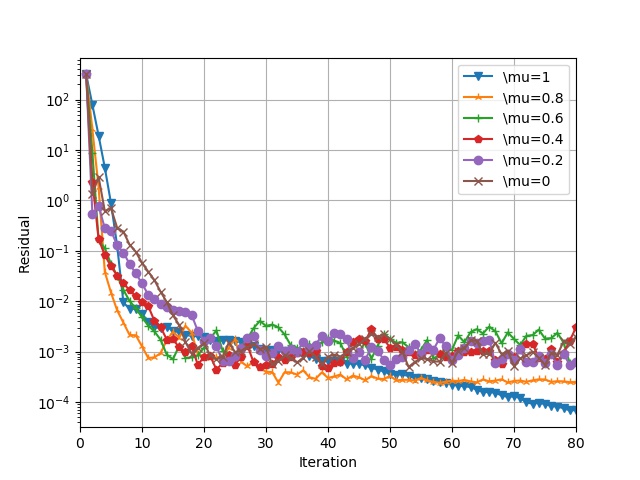 \mu=1
\mu=0.8
\mu=0.6
\mu=0.4
\mu=0.2
\mu=0
Residual
10²
10¹
10⁰
10⁻¹
10⁻²
10⁻³
10⁻⁴
0 10 20 30 40 50 60 70 80
Iteration